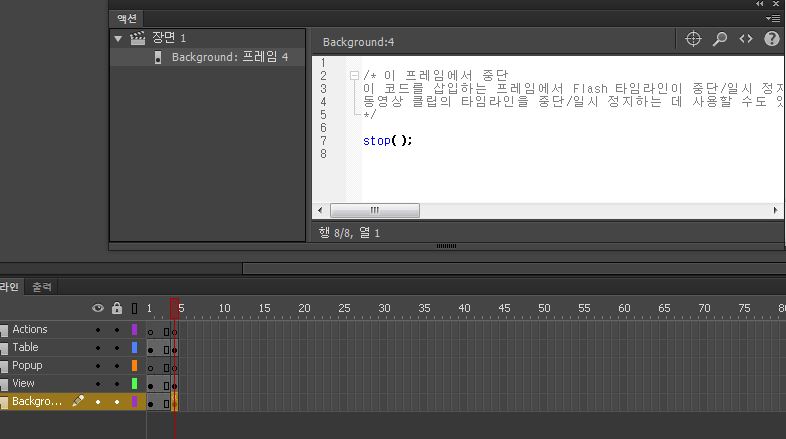 액션
장면 1
Background: 프레임 4
Background:4
1
2 /* 이 프레임에서 중단
3 이 코드를 삽입하는 프레임에서 Flash 타임라인이 중단/일시 정지
4 동영상 클립의 타임라인을 중단/일시 정지하는 데 사용할 수도 있
5 */
6
7 stop();
8
행 8/8, 열 1
라인 출력
1 5 10 15 20 25 30 35 40 45 50 55 60 65 70 75 80
Actions
Table
Popup
View
Backgro...